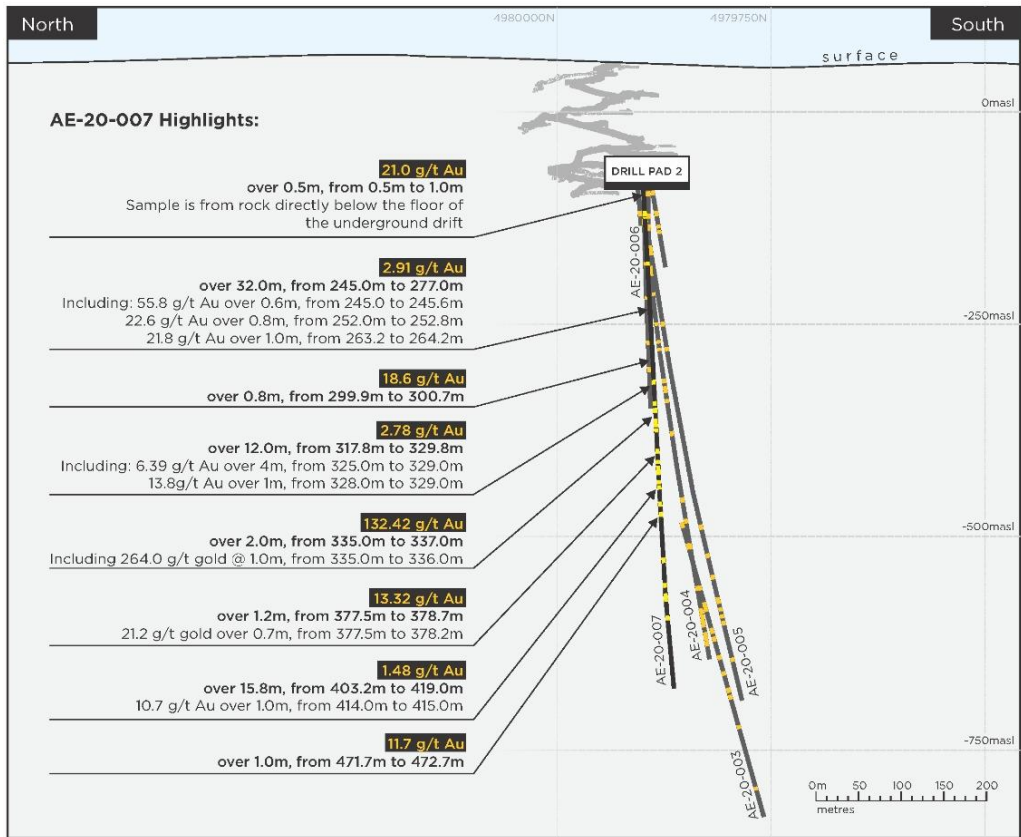 North
4980000N
4979750N
South
surface
0masl
AE-20-007 Highlights:
DRILL PAD 2
21.0 g/t Au
over 0.5m, from 0.5m to 1.0m
Sample is from rock directly below the floor of
the underground drift
AE-20-006
2.91 g/t Au
over 32.0m, from 245.0m to 277.0m
Including: 55.8 g/t Au over 0.6m, from 245.0 to 245.6m
22.6 g/t Au over 0.8m, from 252.0m to 252.8m
21.8 g/t Au over 1.0m, from 263.2 to 264.2m
-250masl
18.6 g/t Au
over 0.8m, from 299.9m to 300.7m
2.78 g/t Au
over 12.0m, from 317.8m to 329.8m
Including: 6.39 g/t Au over 4m, from 325.0m to 329.0m
13.8g/t Au over 1m, from 328.0m to 329.0m
132.42 g/t Au
over 2.0m, from 335.0m to 337.0m
Including 264.0 g/t gold @ 1.0m, from 335.0m to 336.0m
-500masl
13.32 g/t Au
over 1.2m, from 377.5m to 378.7m
21.2 g/t gold over 0.7m, from 377.5m to 378.2m
AE-20-007
AE-20-004
AE-20-005
1.48 g/t Au
over 15.8m, from 403.2m to 419.0m
10.7 g/t Au over 1.0m, from 414.0m to 415.0m
11.7 g/t Au
over 1.0m, from 471.7m to 472.7m
-750masl
AE-20-003
0m 50 100 150 200
metres